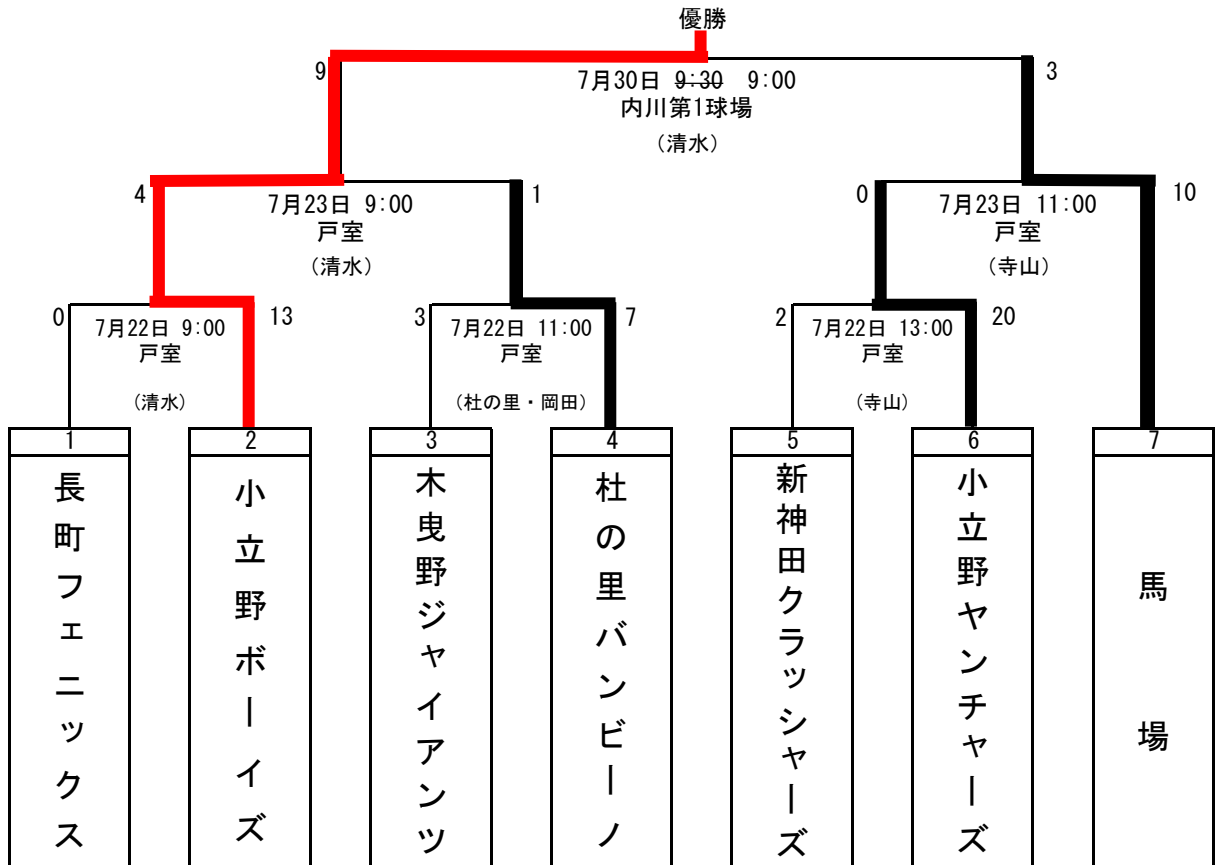 優勝
9
3
7月30日 9:30 9:00
内川第1球場
（清水）
4
1
0
10
7月23日 9:00
戸室
（清水）
7月23日 11:00
戸室
（寺山）
0
13
3
7
2
20
7月22日 9:00
戸室
（清水）
7月22日 11:00
戸室
（杜の里・岡田）
7月22日 13:00
戸室
（寺山）
1
2
3
4
5
6
7
長町フェニックス
小立野ボーイズ
木曳野ジャイアンツ
杜の里バンビーノ
新神田クラッシャーズ
小立野ヤンチャーズ
馬場